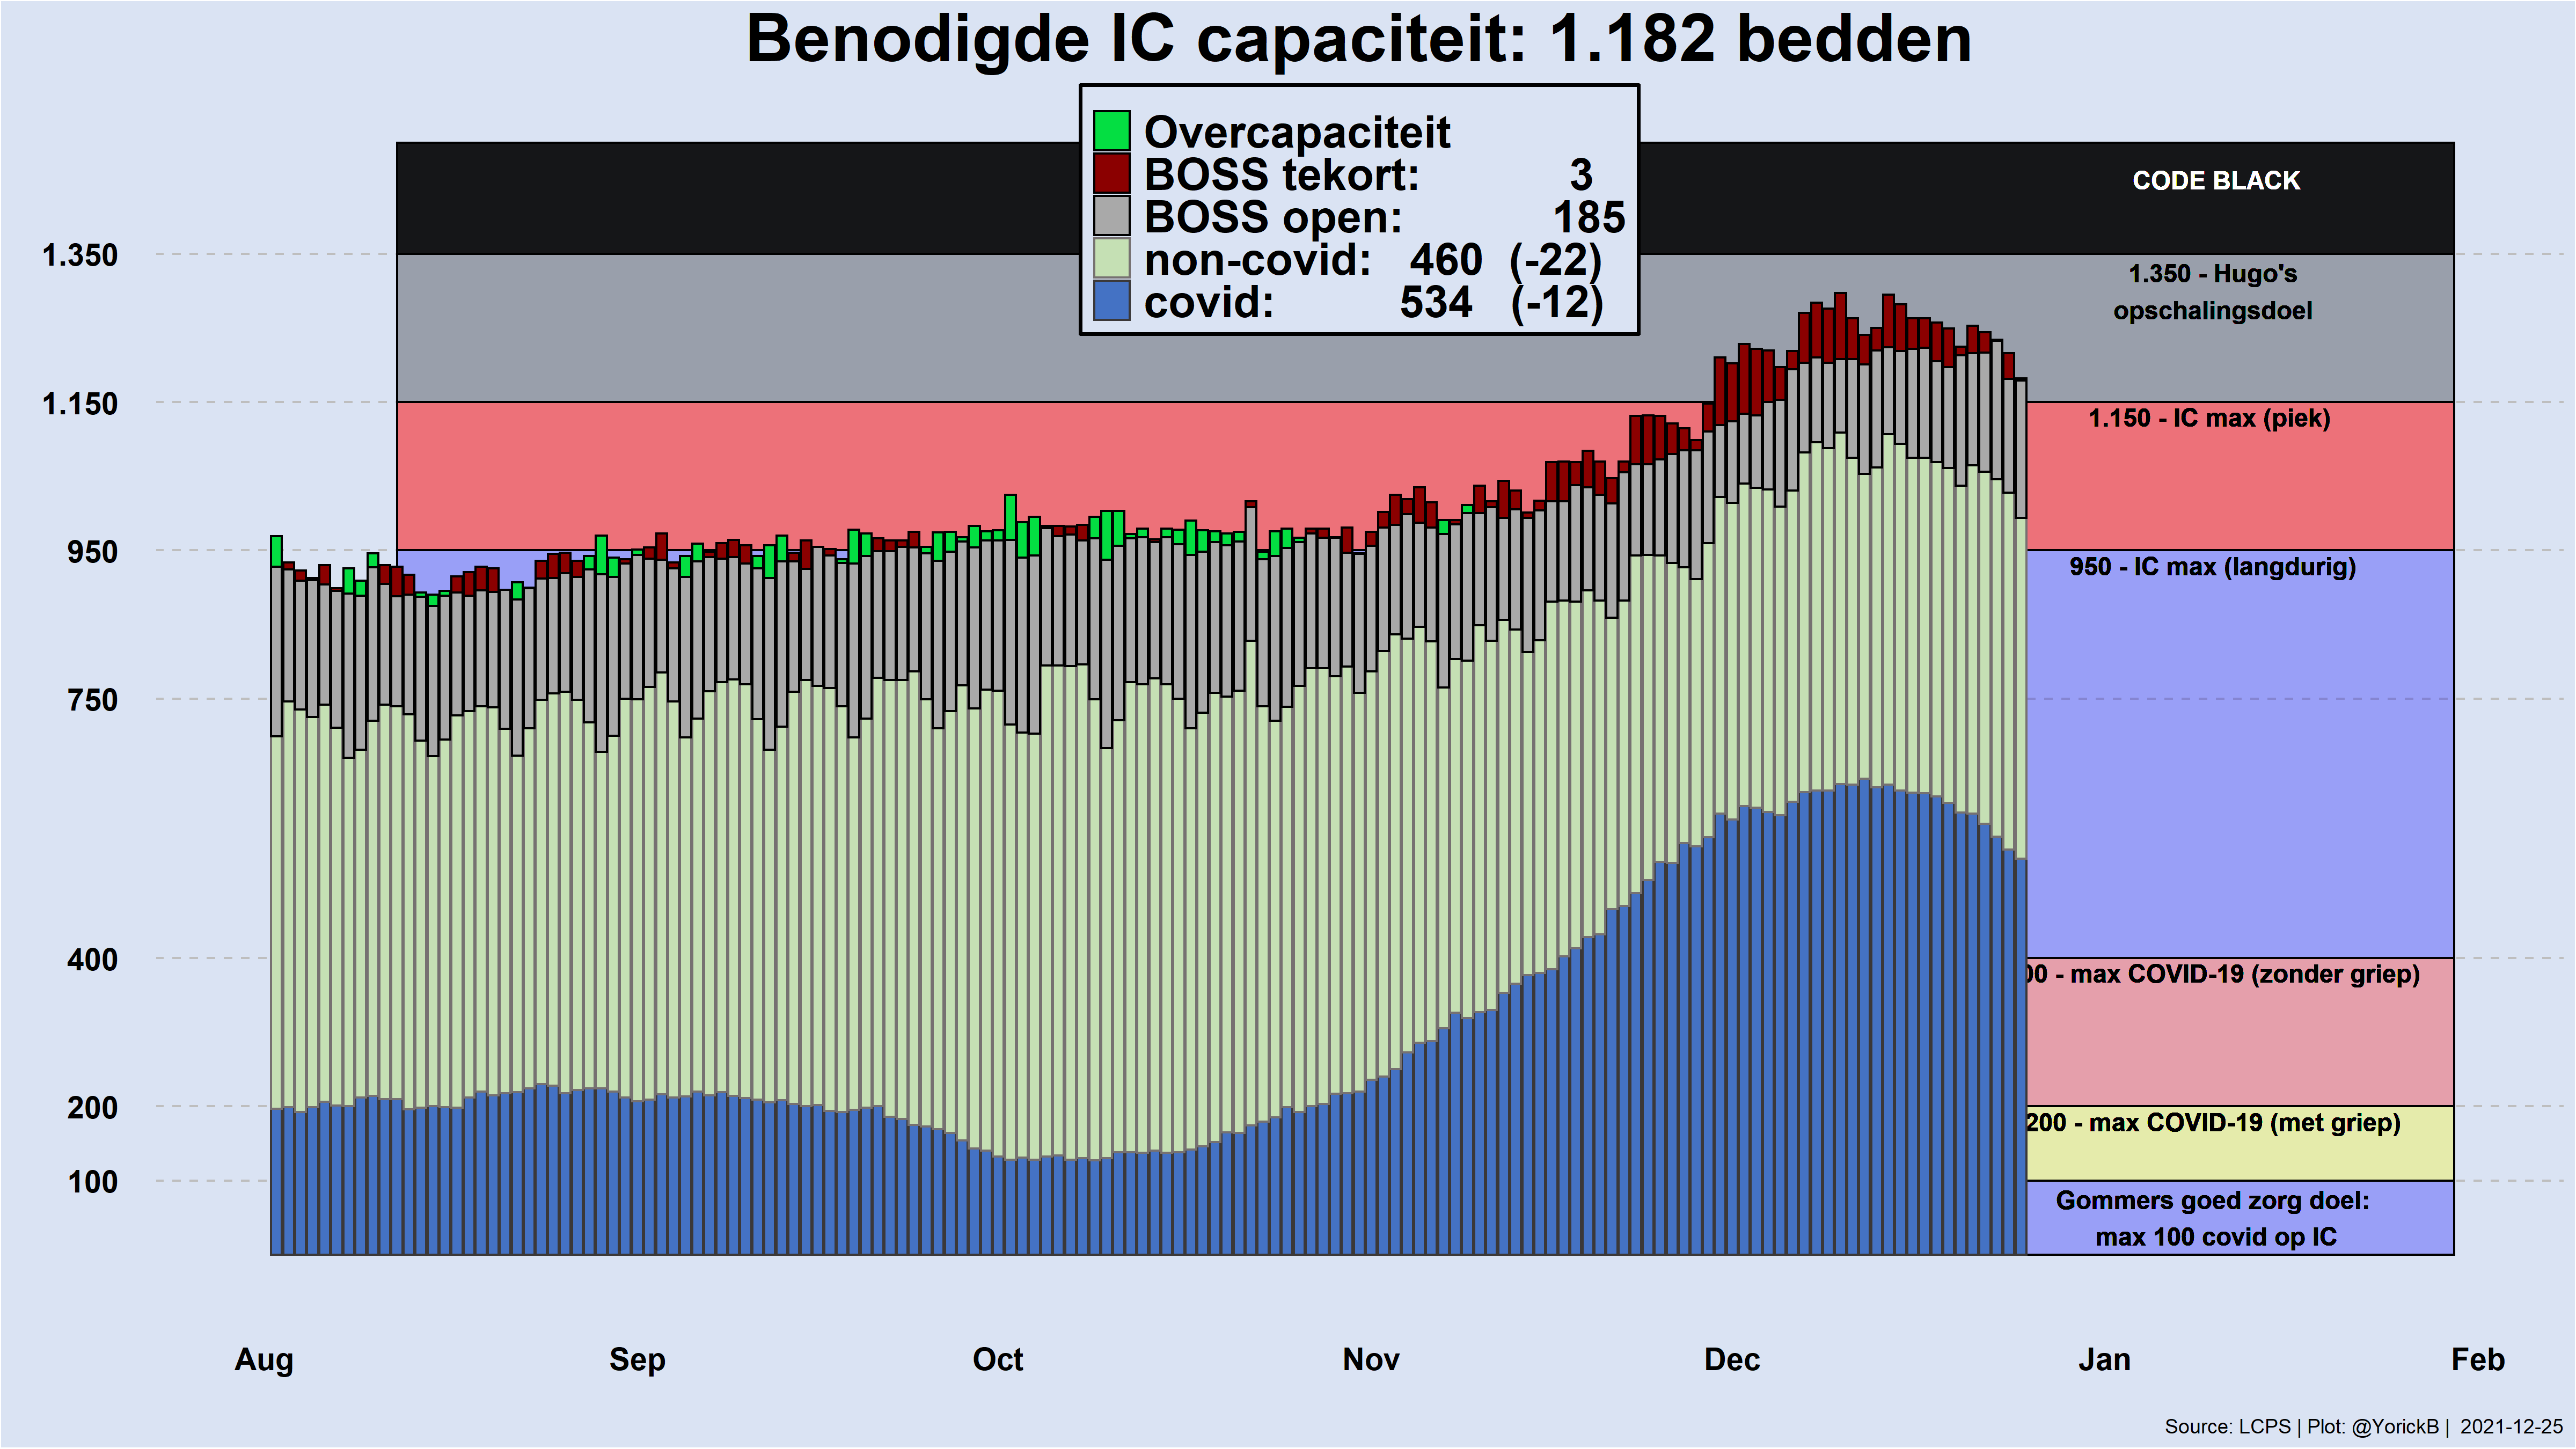 Benodigde IC capaciteit: 1.182 bedden
Overcapaciteit
BOSS tekort: 3
BOSS open: 185
non-covid: 460 (-22)
covid: 534 (-12)
CODE BLACK
1.350 - Hugo's
opschalingsdoel
1.150 - IC max (piek)
950 - IC max (langdurig)
00 - max COVID-19 (zonder griep)
200 - max COVID-19 (met griep)
Gommers goed zorg doel:
max 100 covid op IC
1.350
1.150
950
750
400
200
100
Aug Sep Oct Nov Dec Jan Feb
Source: LCPS | Plot: @YorickB | 2021-12-25